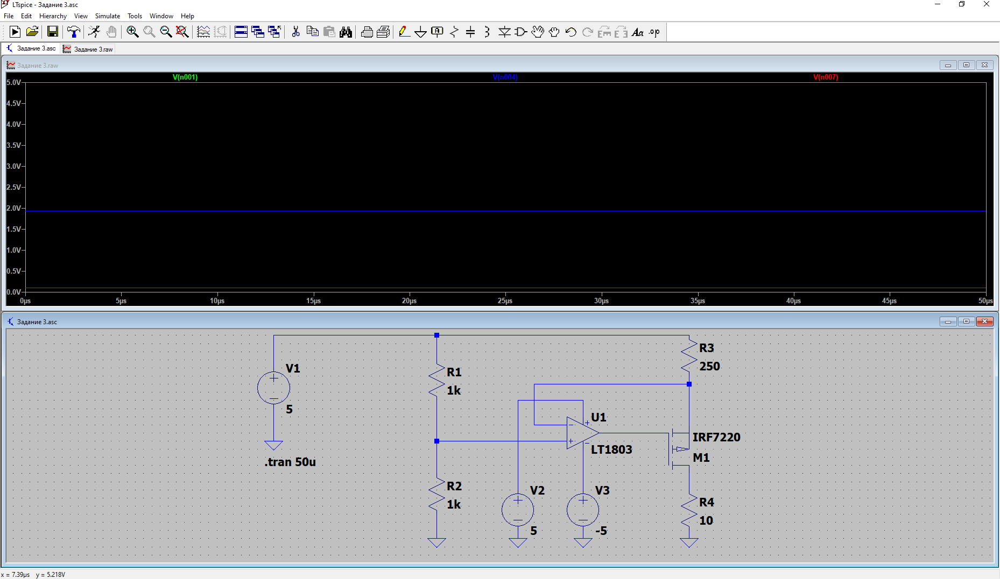 LTspice - Задание 3.asc
File Edit Hierarchy View Simulate Tools Window Help
.op
Задание 3.asc Задание 3.raw
Задание 3.raw
V(n001) V(n004) V(n007)
5.0V
4.5V
4.0V
3.5V
3.0V
2.5V
2.0V
1.5V
1.0V
0.5V
0.0V
0µs 5µs 10µs 15µs 20µs 25µs 30µs 35µs 40µs 45µs 50µs
Задание 3.asc
R3
250
V1
5
R1
1k
U1
LT1803
IRF7220
M1
.tran 50u
R2
1k
V2
5
V3
-5
R4
10
x = 7.39µs y = 5.218V